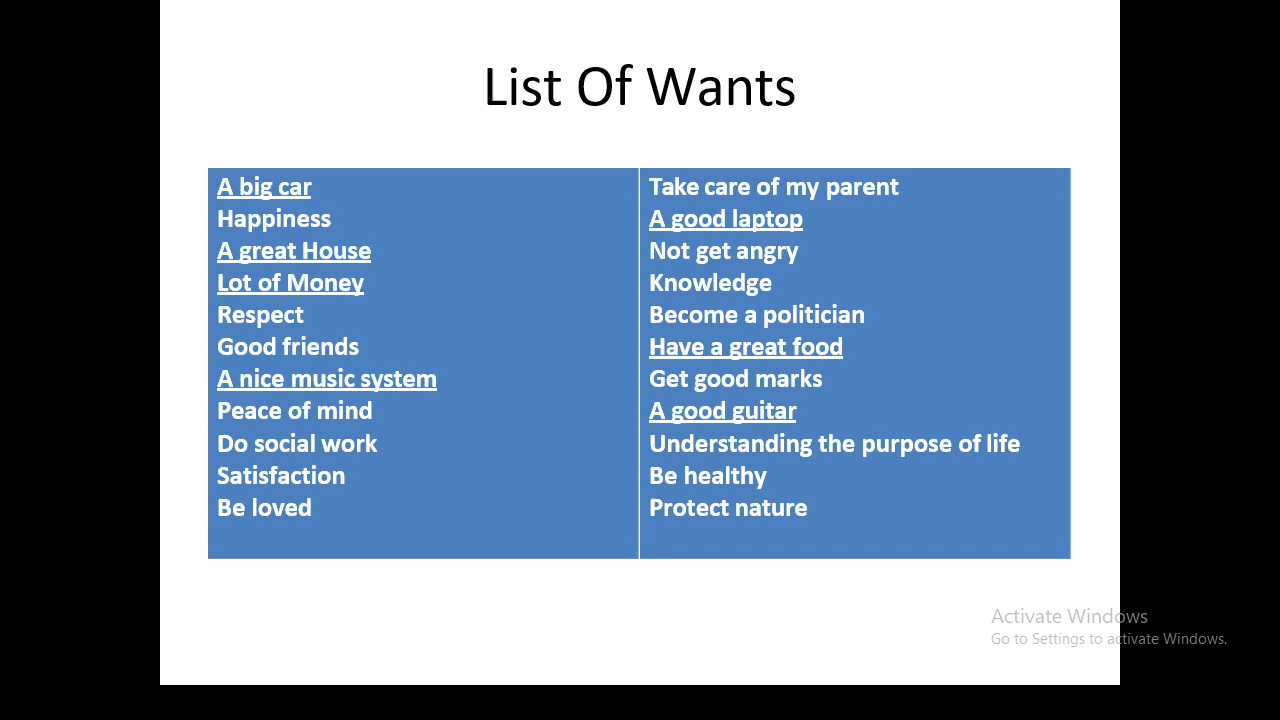 List Of Wants
A big car
Happiness
A great House
Lot of Money
Respect
Good friends
A nice music system
Peace of mind
Do social work
Satisfaction
Be loved
Take care of my parent
A good laptop
Not get angry
Knowledge
Become a politician
Have a great food
Get good marks
A good guitar
Understanding the purpose of life
Be healthy
Protect nature
Activate Windows
Go to Settings to activate Windows.